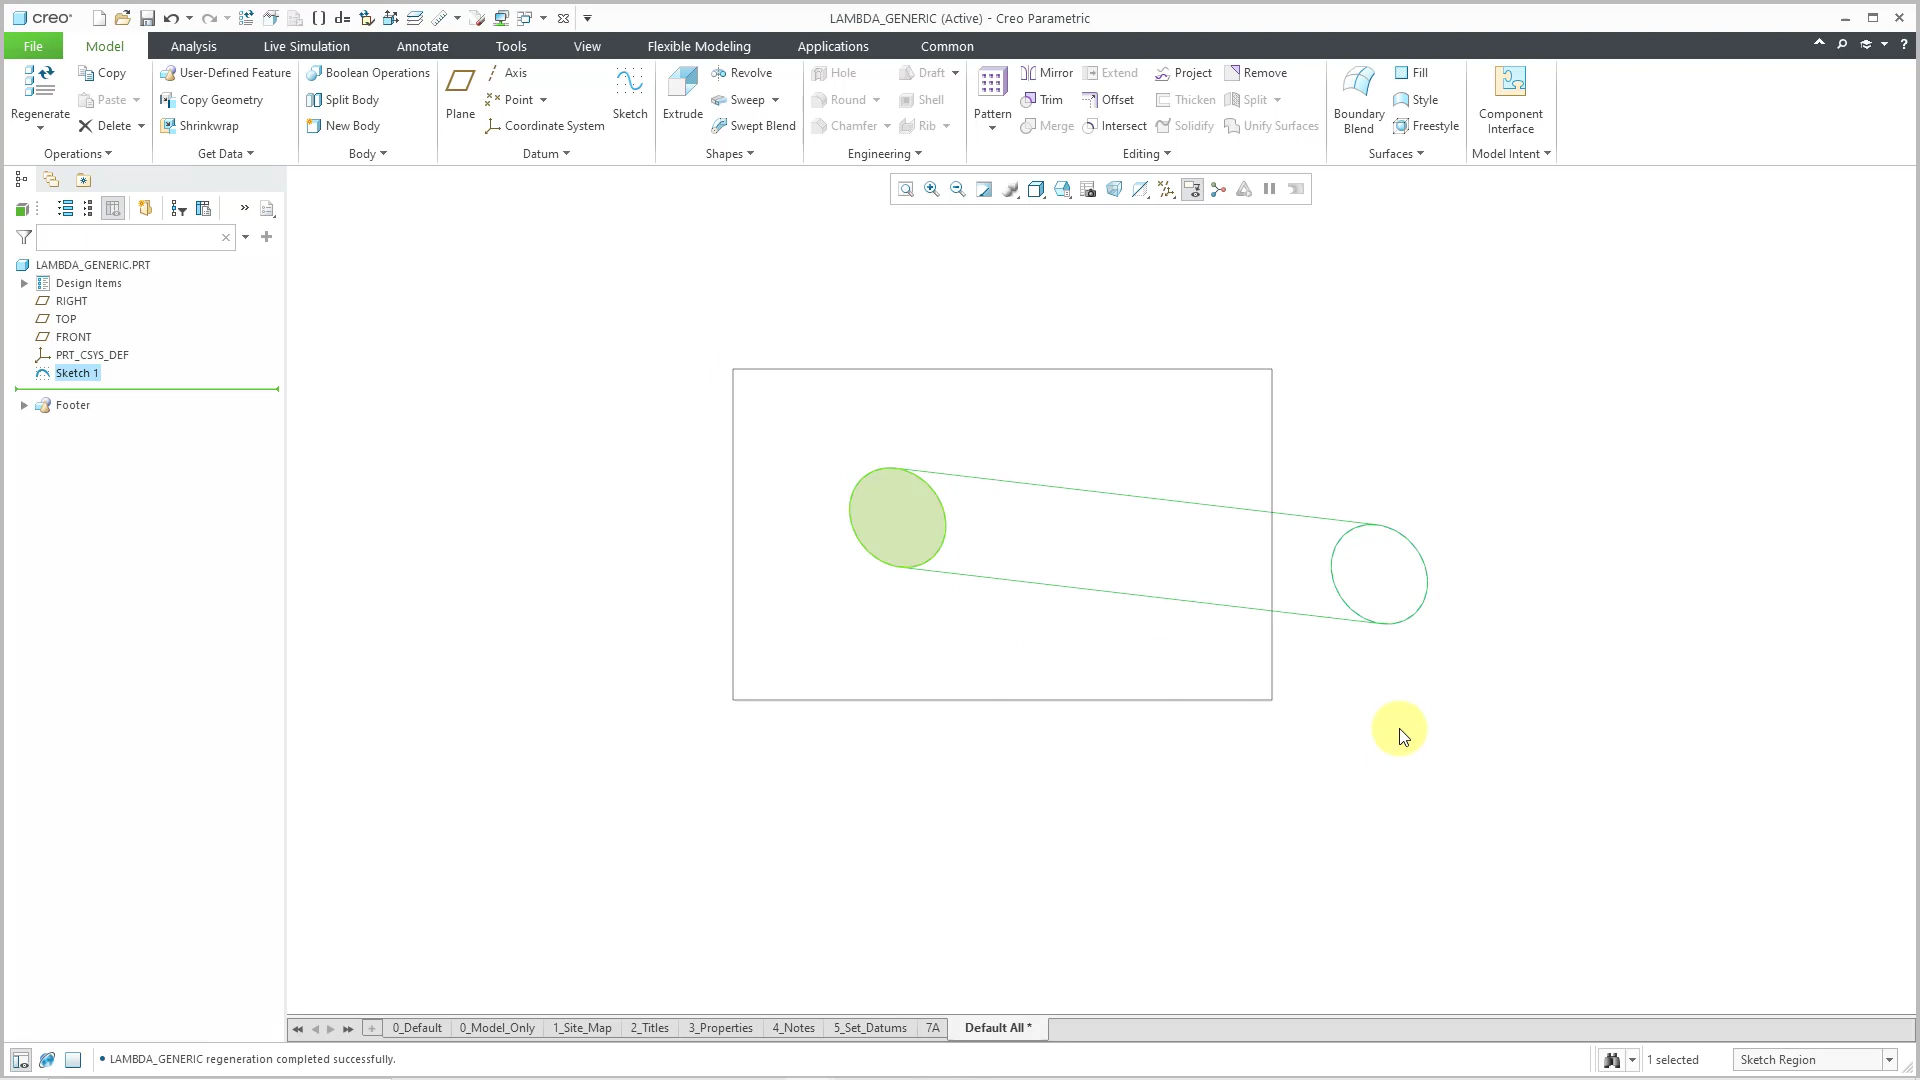 creo
d=
LAMBDA_GENERIC (Active) - Creo Parametric
File
Model
Analysis
Live Simulation
Annotate
Tools
View
Flexible Modeling
Applications
Common
Regenerate
Copy
Paste
Delete
Operations
User-Defined Feature
Copy Geometry
Shrinkwrap
Get Data
Boolean Operations
Split Body
New Body
Body
Plane
Axis
Point
Coordinate System
Sketch
Datum
Extrude
Revolve
Sweep
Swept Blend
Shapes
Hole
Round
Chamfer
Draft
Shell
Rib
Engineering
Pattern
Mirror
Trim
Merge
Extend
Offset
Intersect
Project
Thicken
Solidify
Remove
Split
Unify Surfaces
Editing
Boundary
Blend
Fill
Style
Freestyle
Surfaces
Component
Interface
Model Intent
LAMBDA_GENERIC.PRT
Design Items
RIGHT
TOP
FRONT
PRT_CSYS_DEF
Sketch 1
Footer
0_Default
0_Model_Only
1_Site_Map
2_Titles
3_Properties
4_Notes
5_Set_Datums
7A
Default All *
• LAMBDA_GENERIC regeneration completed successfully.
1 selected
Sketch Region